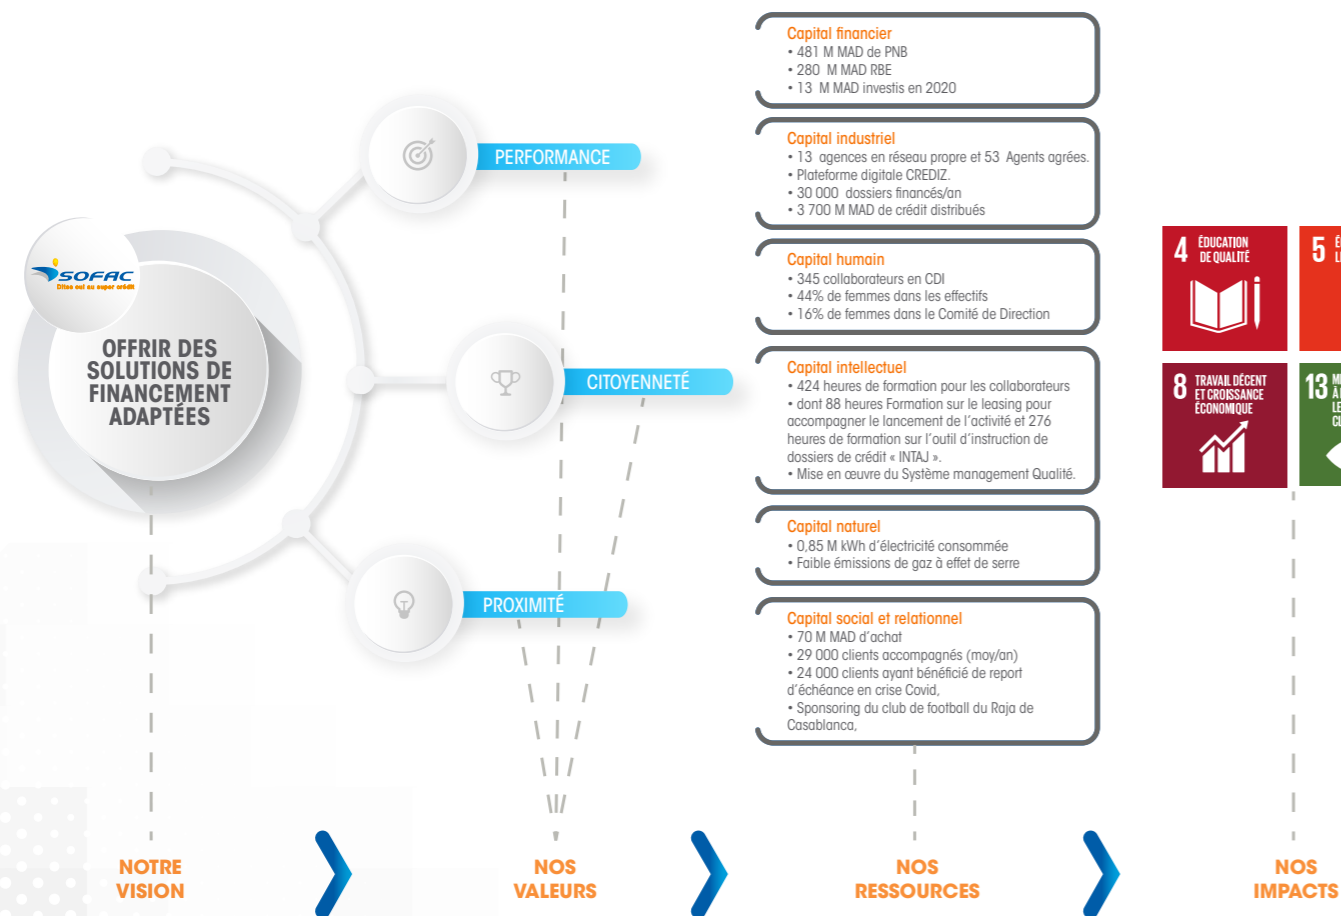 SOFAC
Dites oui au super crédit
OFFRIR DES
SOLUTIONS DE
FINANCEMENT
ADAPTÉES
PERFORMANCE
CITOYENNETÉ
PROXIMITÉ
Capital financier
• 481 M MAD de PNB
• 280 M MAD RBE
• 13 M MAD investis en 2020
Capital industriel
• 13 agences en réseau propre et 53 Agents agrées.
• Plateforme digitale CREDIZ.
• 30 000 dossiers financés/an
• 3 700 M MAD de crédit distribués
Capital humain
• 345 collaborateurs en CDI
• 44% de femmes dans les effectifs
• 16% de femmes dans le Comité de Direction
Capital intellectuel
• 424 heures de formation pour les collaborateurs
• dont 88 heures Formation sur le leasing pour
accompagner le lancement de l'activité et 276
heures de formation sur l'outil d'instruction de
dossiers de crédit « INTAJ ».
• Mise en œuvre du Système management Qualité.
Capital naturel
• 0,85 M kWh d'électricité consommée
• Faible émissions de gaz à effet de serre
Capital social et relationnel
• 70 M MAD d'achat
• 29 000 clients accompagnés (moy/an)
• 24 000 clients ayant bénéficié de report
d'échéance en crise Covid,
• Sponsoring du club de football du Raja de
Casablanca,
4 ÉDUCATION
DE QUALITÉ
5
8 TRAVAIL DÉCENT
ET CROISSANCE
ÉCONOMIQUE
13
NOTRE
VISION
NOS
VALEURS
NOS
RESSOURCES
NOS
IMPACTS